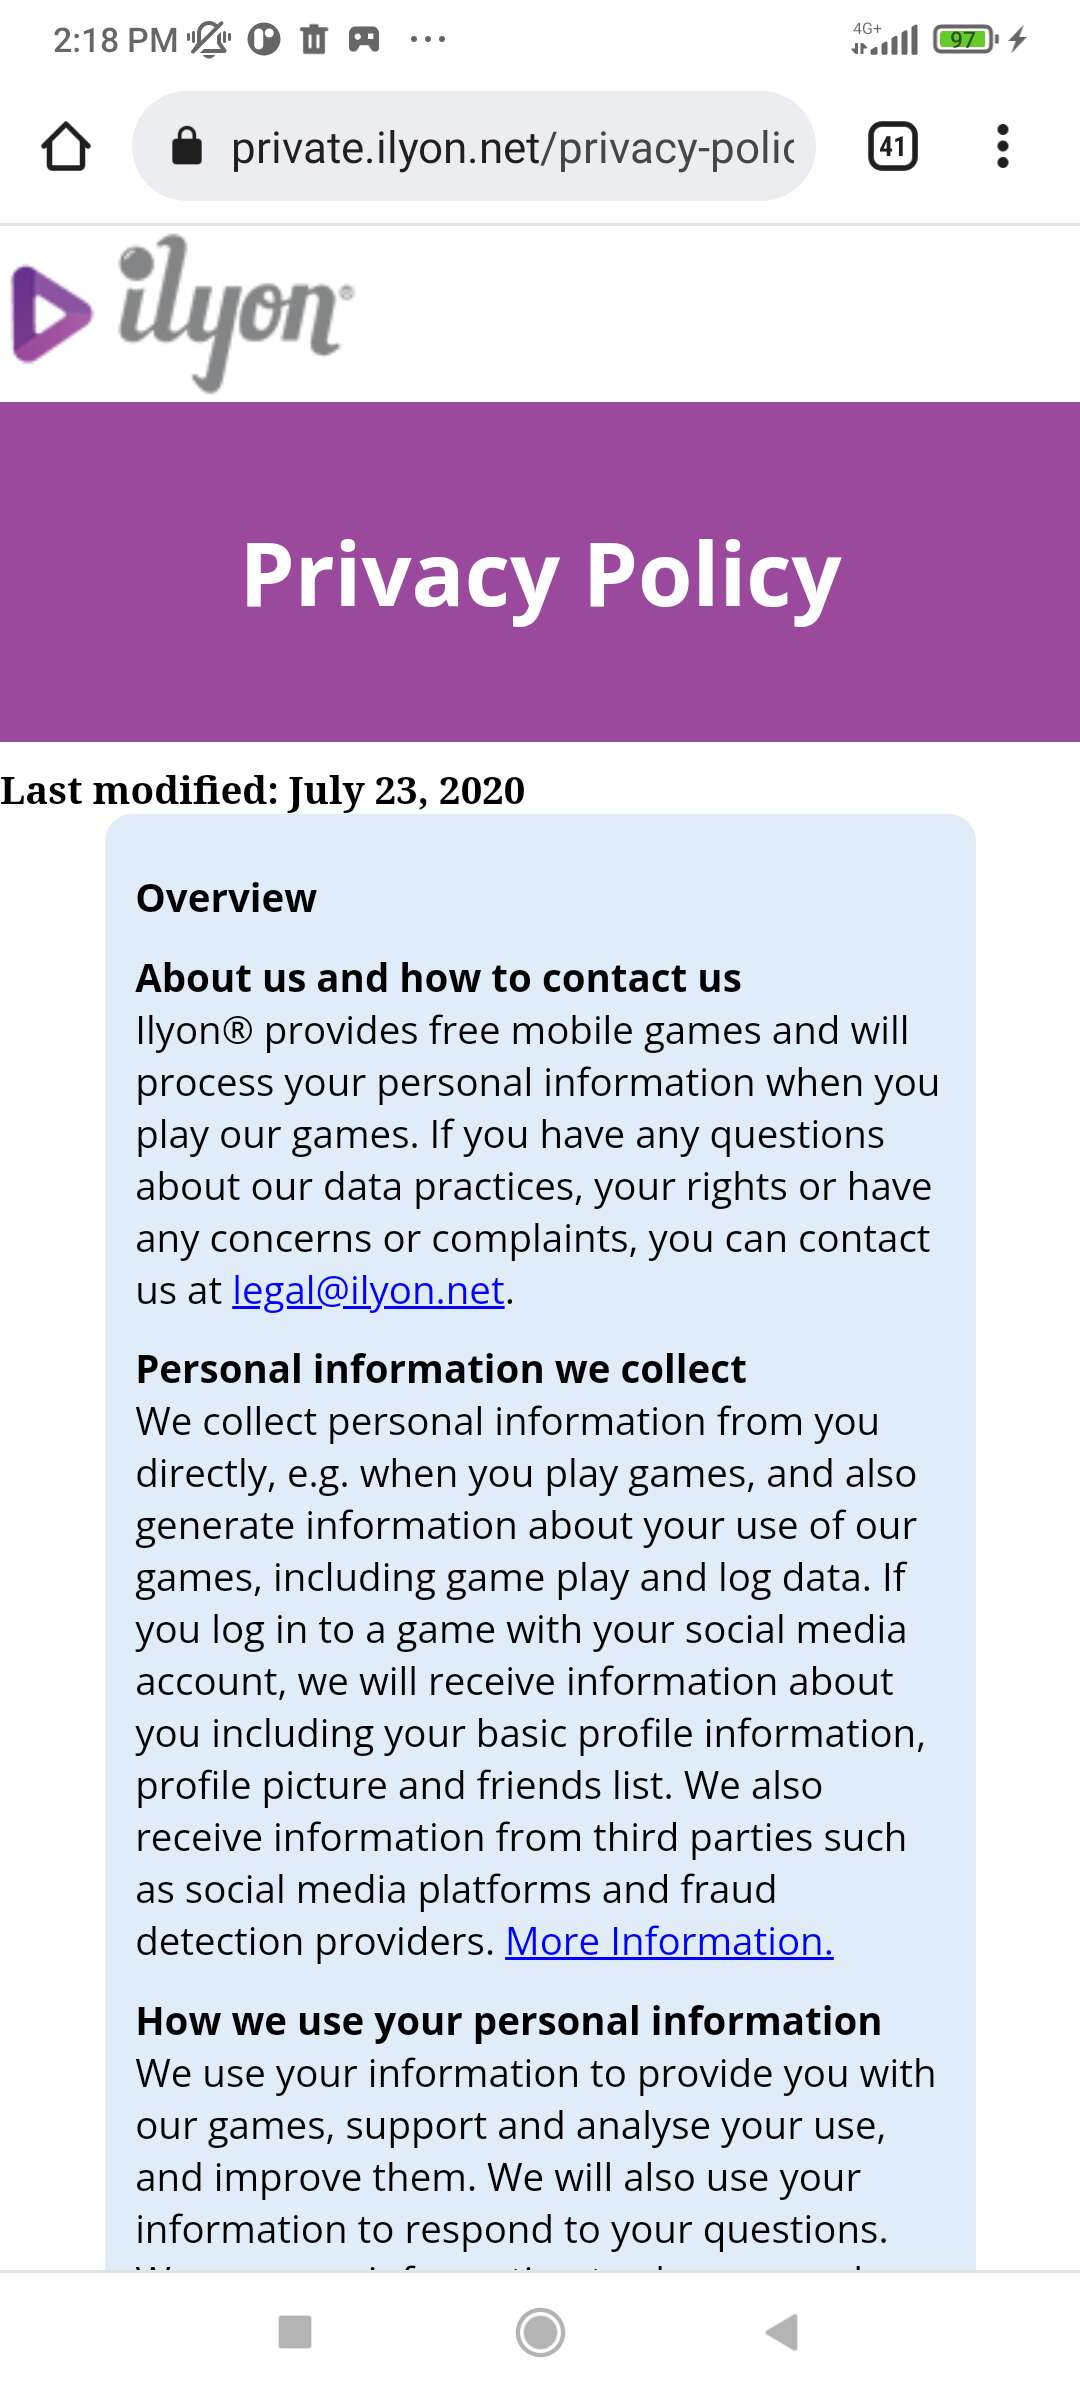 2:18 PM
4G+
97
private.ilyon.net/privacy-polic
41
ilyon®
Privacy Policy
Last modified: July 23, 2020
Overview
About us and how to contact us
Ilyon® provides free mobile games and will
process your personal information when you
play our games. If you have any questions
about our data practices, your rights or have
any concerns or complaints, you can contact
us at legal@ilyon.net.
Personal information we collect
We collect personal information from you
directly, e.g. when you play games, and also
generate information about your use of our
games, including game play and log data. If
you log in to a game with your social media
account, we will receive information about
you including your basic profile information,
profile picture and friends list. We also
receive information from third parties such
as social media platforms and fraud
detection providers. More Information.
How we use your personal information
We use your information to provide you with
our games, support and analyse your use,
and improve them. We will also use your
information to respond to your questions.